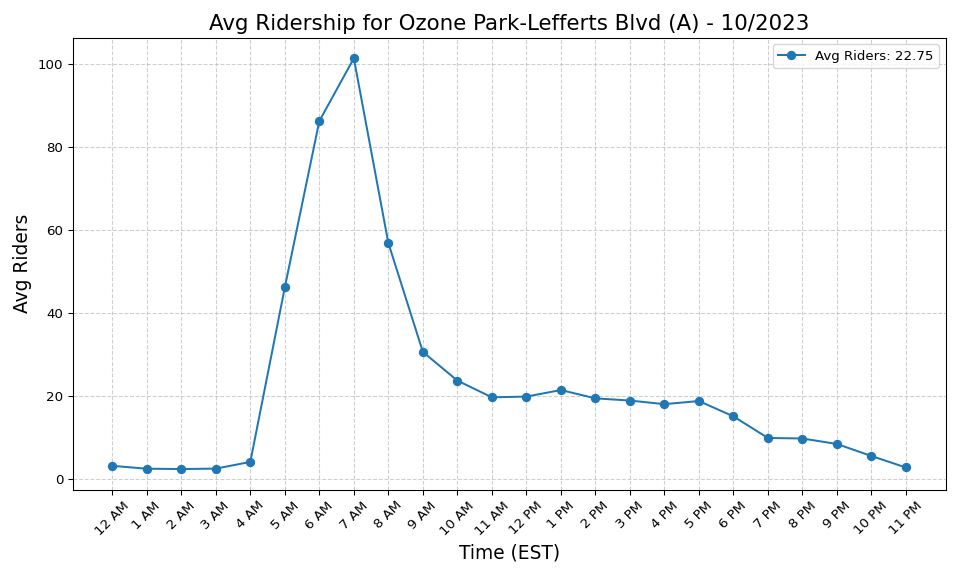 Avg Ridership for Ozone Park-Lefferts Blvd (A) - 10/2023
Avg Riders: 22.75
Avg Riders
100
80
60
40
20
0
12 AM
1 AM
2 AM
3 AM
4 AM
5 AM
6 AM
7 AM
8 AM
9 AM
10 AM
11 AM
12 PM
1 PM
2 PM
3 PM
4 PM
5 PM
6 PM
7 PM
8 PM
9 PM
10 PM
11 PM
Time (EST)